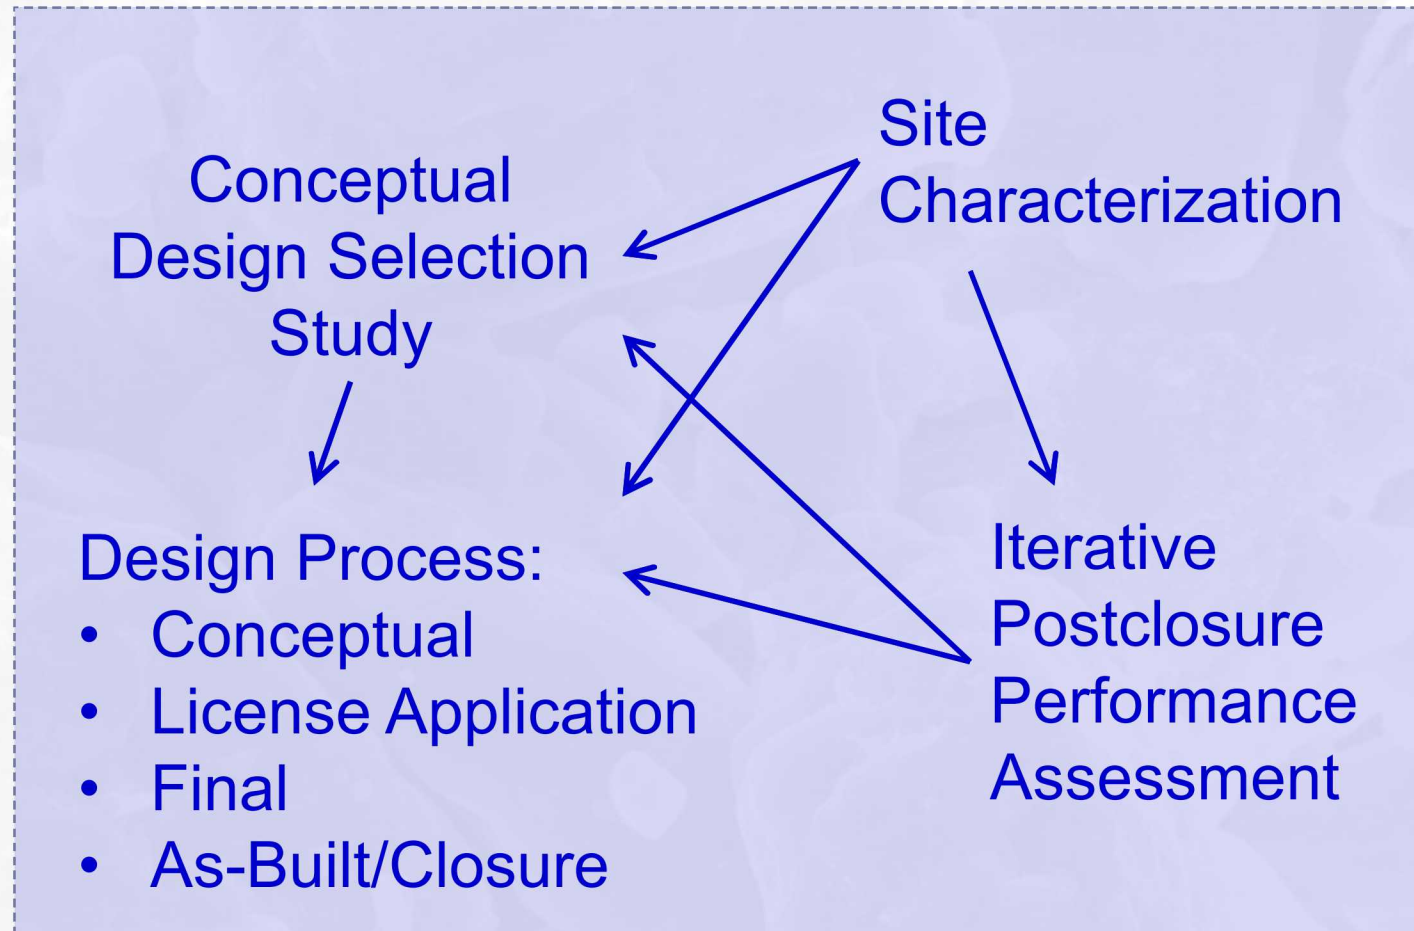 Conceptual
Design Selection
Study
Site
Characterization
Design Process:
• Conceptual
• License Application
• Final
• As-Built/Closure
Iterative
Postclosure
Performance
Assessment